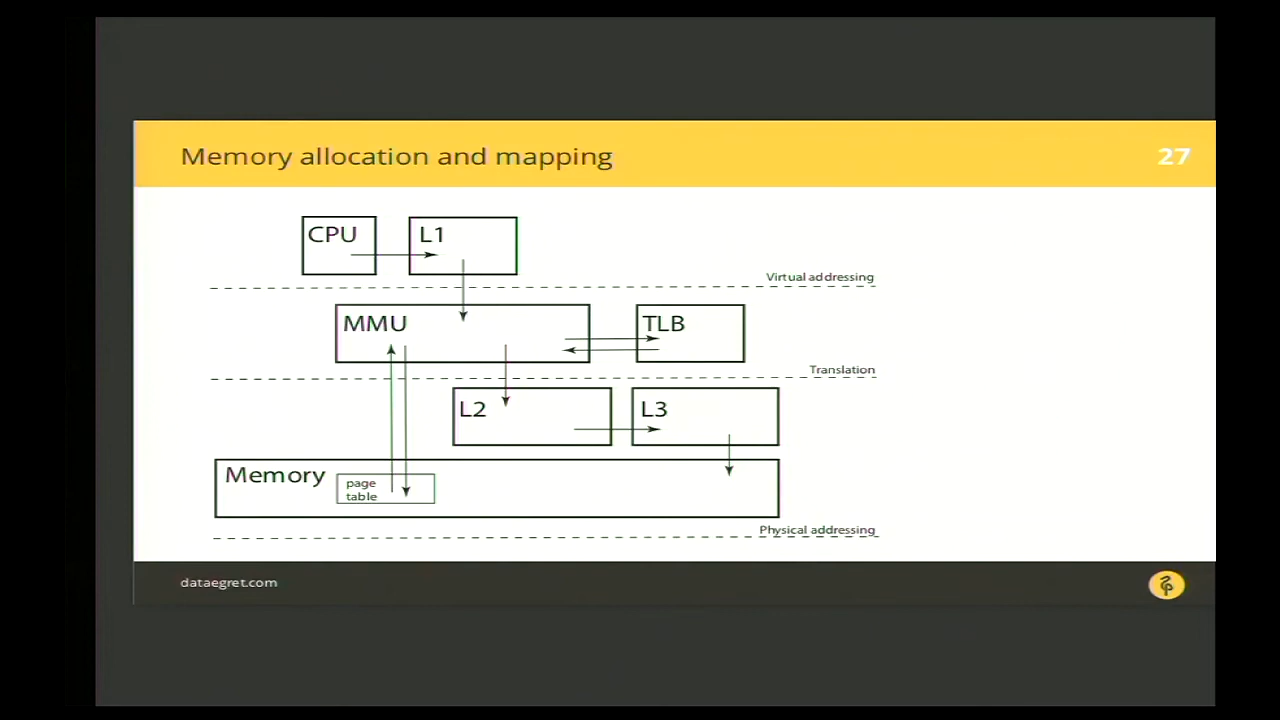 Memory allocation and mapping
27
CPU
L1
Virtual addressing
MMU
TLB
Translation
L2
L3
Memory
page
table
Physical addressing
dataegret.com